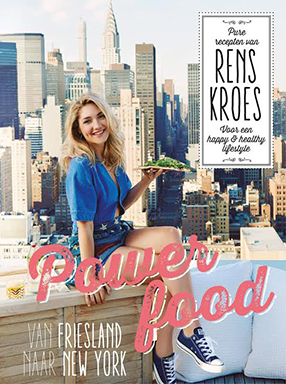 Pure
recepten van
RENS
KROES
Voor een
happy & healthy
lifestyle
Power
food
VAN FRIESLAND
NAAR NEW YORK